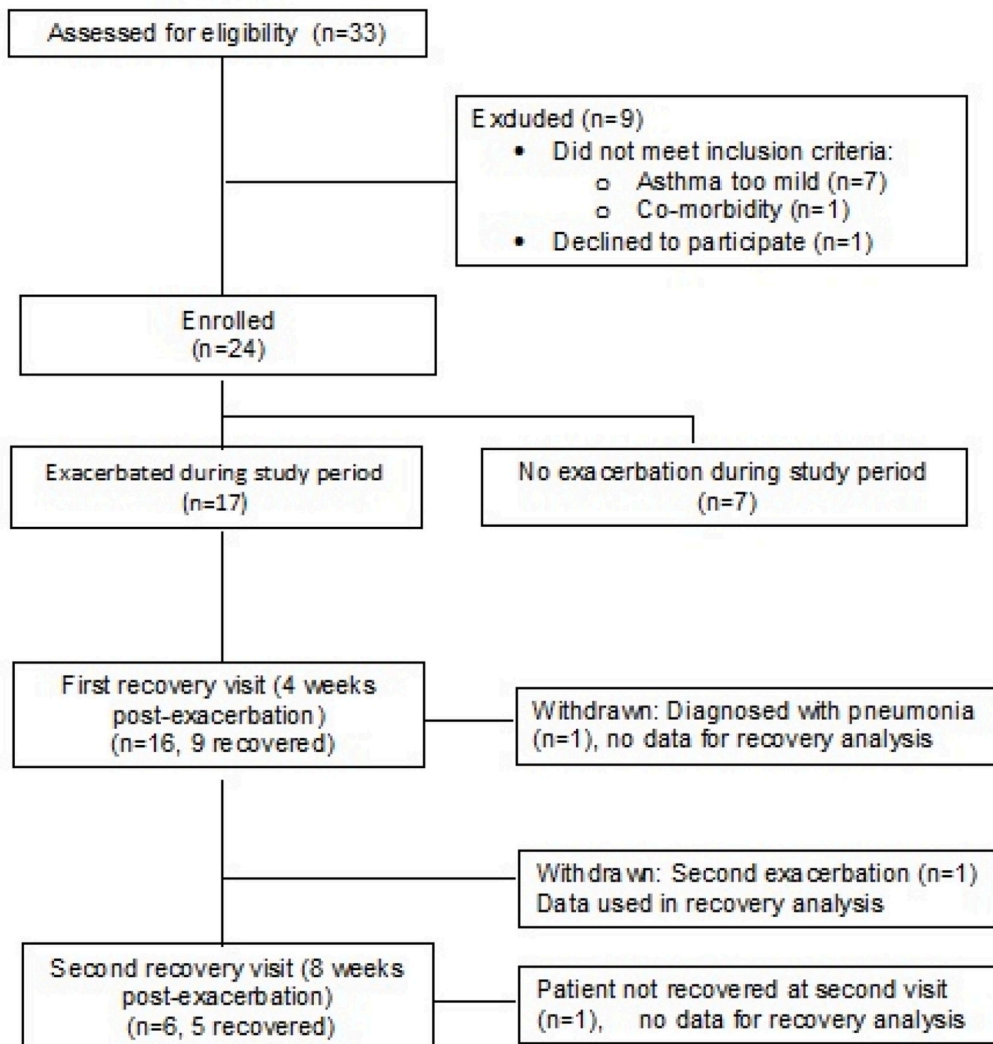 Assessed for eligibility (n=33)
Exduded (n=9)
• Did not meet inclusion criteria:
o Asthma too mild (n=7)
o Co-morbidity (n=1)
• Declined to participate (n=1)
Enrolled
(n=24)
Exacerbated during study period
(n=17)
No exacerbation during study period
(n=7)
First recovery visit (4 weeks
post-exacerbation)
(n=16, 9 recovered)
Withdrawn: Diagnosed with pneumonia
(n=1), no data for recovery analysis
Withdrawn: Second exacerbation (n=1)
Data used in recovery analysis
Second recovery visit (8 weeks
post-exacerbation)
(n=6, 5 recovered)
Patient not recovered at second visit
(n=1), no data for recovery analysis